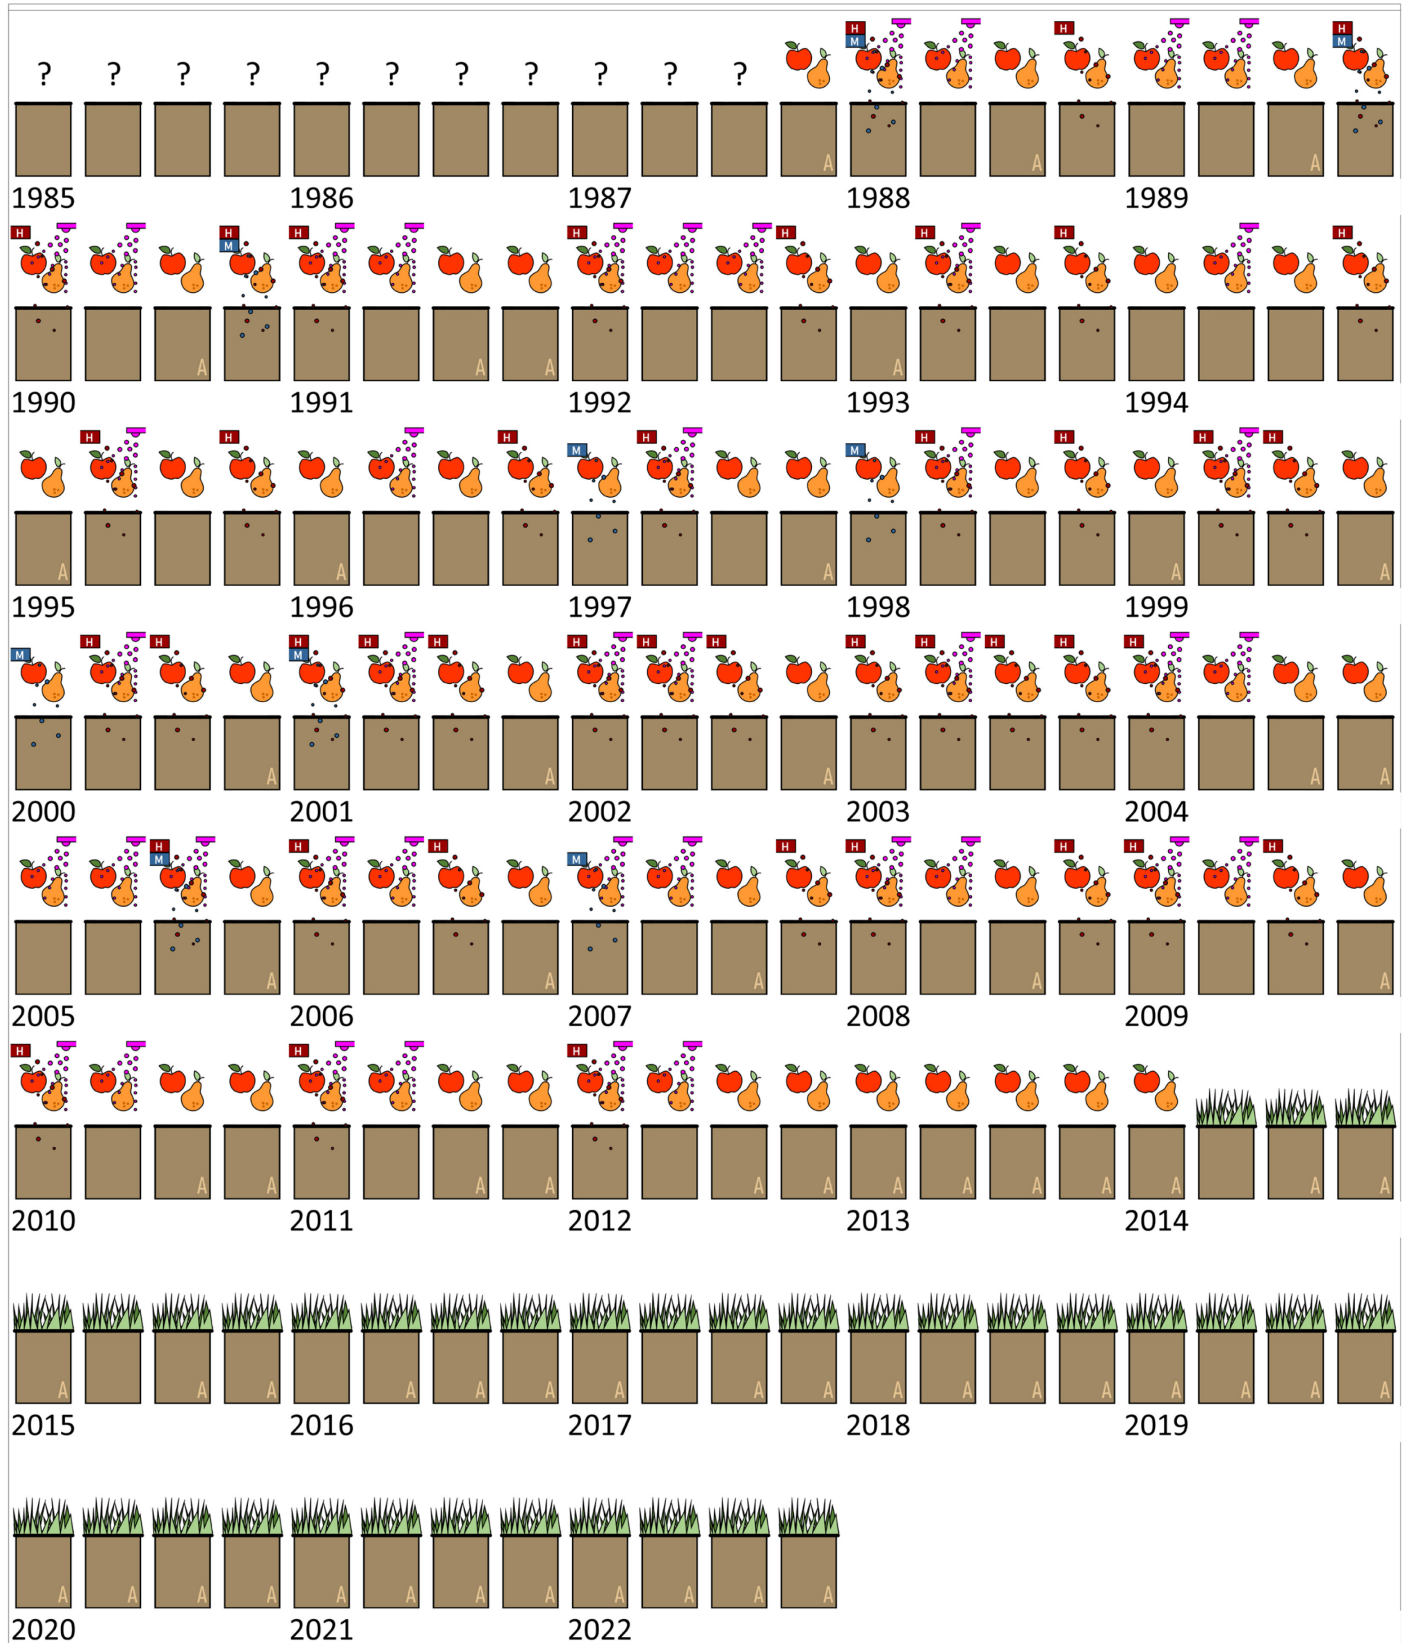 H H H
M M
? ? ? ? ? ? ? ? ? ? ?
A A A
1985 1986 1987 1988 1989
H H H H H H H H
M
A A A A
1990 1991 1992 1993 1994
H H H H H H H H
M M
A A A A A
1995 1996 1997 1998 1999
H H H H H H H H H H H H H
M M
A A A A A
2000 2001 2002 2003 2004
H H H H H H H H
M M
A A A A A
2005 2006 2007 2008 2009
H H H
A A A A A A A A A A A A A A
2010 2011 2012 2013 2014
A A A A A A A A A A A A A A A A A
2015 2016 2017 2018 2019
A A A A A A A A A A A A
2020 2021 2022